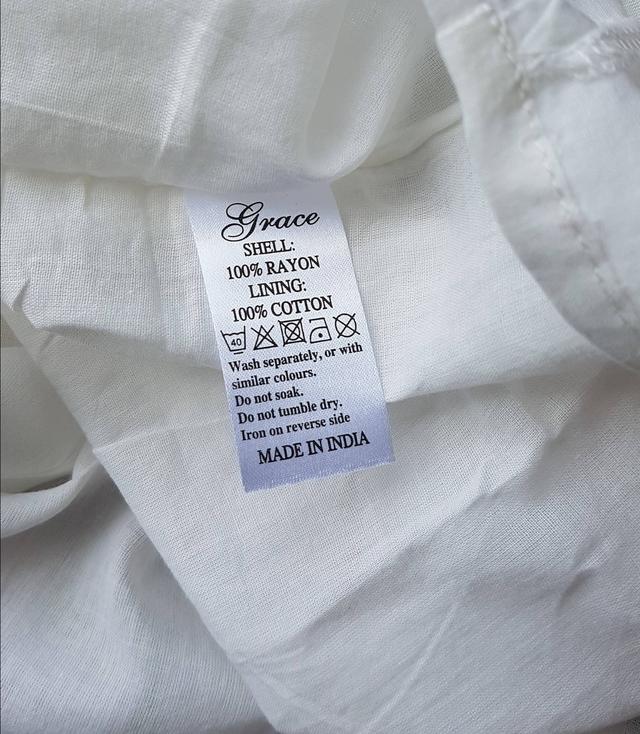 Grace
SHELL:
100% RAYON
LINING:
100% COTTON
40
Wash separately, or with
similar colours.
Do not soak.
Do not tumble dry.
Iron on reverse side
MADE IN INDIA